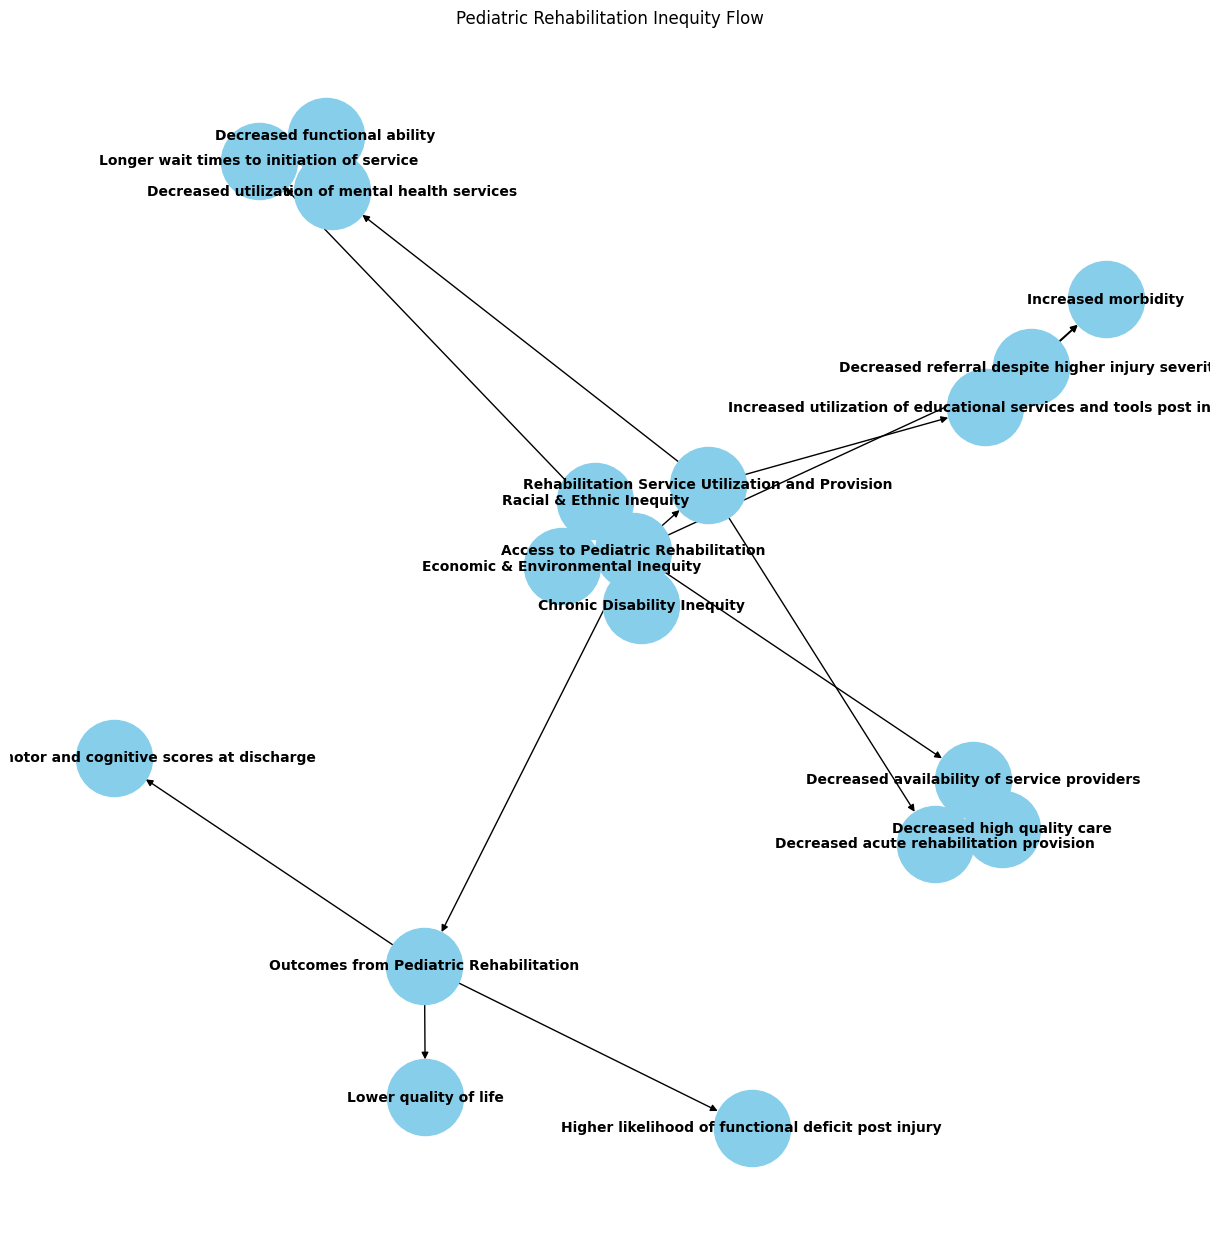 Pediatric Rehabilitation Inequity Flow
Decreased functional ability
Longer wait times to initiation of service
Decreased utilization of mental health services
Increased morbidity
Decreased referral despite higher injury severit
Increased utilization of educational services and tools post in
Rehabilitation Service Utilization and Provision
Racial & Ethnic Inequity
Access to Pediatric Rehabilitation
Economic & Environmental Inequity
Chronic Disability Inequity
otor and cognitive scores at discharge
Decreased availability of service providers
Decreased high quality care
Decreased acute rehabilitation provision
Outcomes from Pediatric Rehabilitation
Lower quality of life
Higher likelihood of functional deficit post injury